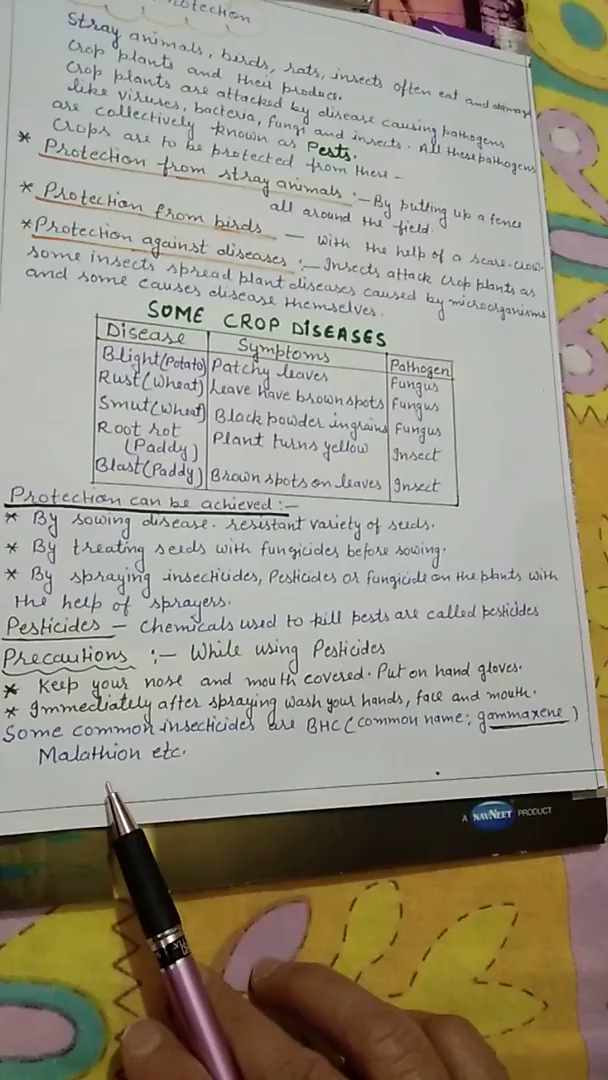 Protection
Stray animals, birds, rats, insects often eat and damage
crop plants and their produce.
Crop plants are attacked by disease causing pathogens
like viruses, bacteria, fungi and insects. All these pathogens
are collectively known as Pests.
Crops are to be protected from there –
* Protection from stray animals :– By putting up a fence
all around the field.
* Protection from birds – with the help of a scare-crow.
* Protection against diseases :– Insects attack crop plants as
some insects spread plant diseases caused by microorganisms
and some causes disease themselves.
SOME CROP DISEASES
Disease Symptoms Pathogen
Blight(Potato) Patchy leaves Fungus
Rust(Wheat) Leave have brown spots Fungus
Smut(Wheat) Black powder in grains Fungus
Root rot Plant turns yellow Insect
(Paddy)
Blast(Paddy) Brown spots on leaves Insect
Protection can be achieved :–
* By sowing disease-resistant variety of seeds.
* By treating seeds with fungicides before sowing.
* By spraying insecticides, Pesticides or fungicide on the plants with
the help of sprayers.
Pesticides – chemicals used to kill pests are called pesticides
Precautions :– While using Pesticides
* Keep your nose and mouth covered. Put on hand gloves.
* Immediately after spraying wash your hands, face and mouth.
Some common insecticides are BHC (common name; gammaxene)
Malathion etc.
A NAVNEET PRODUCT